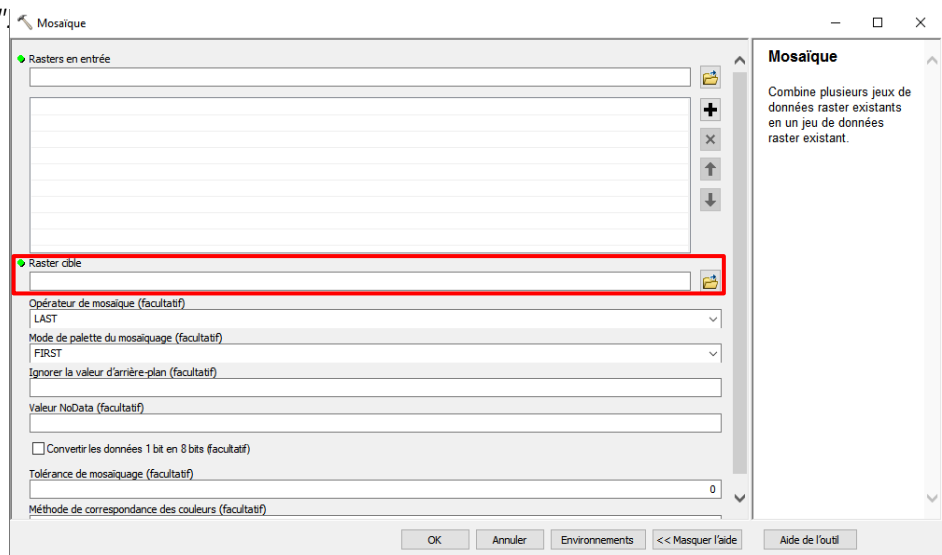 ".
Mosaïque
Rasters en entrée
Raster cible
Opérateur de mosaïque (facultatif)
LAST
Mode de palette du mosaïquage (facultatif)
FIRST
Ignorer la valeur d'arrière-plan (facultatif)
Valeur NoData (facultatif)
Convertir les données 1 bit en 8 bits (facultatif)
Tolérance de mosaïquage (facultatif)
0
Méthode de correspondance des couleurs (facultatif)
Mosaïque
Combine plusieurs jeux de
données raster existants
en un jeu de données
raster existant.
OK
Annuler
Environnements
<< Masquer l'aide
Aide de l'outil